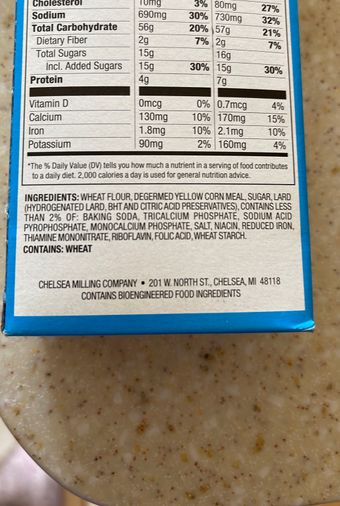 Cholesterol 10mg 3% 80mg 27%
Sodium 690mg 30% 730mg 32%
Total Carbohydrate 56g 20% 57g 21%
Dietary Fiber 2g 7% 2g 7%
Total Sugars 15g 16g
Incl. Added Sugars 15g 30% 15g 30%
Protein 4g 7g
Vitamin D 0mcg 0% 0.7mcg 4%
Calcium 130mg 10% 170mg 15%
Iron 1.8mg 10% 2.1mg 10%
Potassium 90mg 2% 160mg 4%
*The % Daily Value (DV) tells you how much a nutrient in a serving of food contributes
to a daily diet. 2,000 calories a day is used for general nutrition advice.
INGREDIENTS: WHEAT FLOUR, DEGERMED YELLOW CORN MEAL, SUGAR, LARD
(HYDROGENATED LARD, BHT AND CITRIC ACID PRESERVATIVES), CONTAINS LESS
THAN 2% OF: BAKING SODA, TRICALCIUM PHOSPHATE, SODIUM ACID
PYROPHOSPHATE, MONOCALCIUM PHOSPHATE, SALT, NIACIN, REDUCED IRON,
THIAMINE MONONITRATE, RIBOFLAVIN, FOLIC ACID, WHEAT STARCH.
CONTAINS: WHEAT
CHELSEA MILLING COMPANY • 201 W. NORTH ST., CHELSEA, MI 48118
CONTAINS BIOENGINEERED FOOD INGREDIENTS